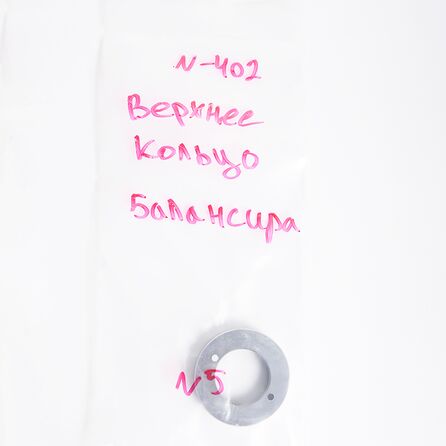 N-402
Верхнее
Кольцо
Балансира
N5